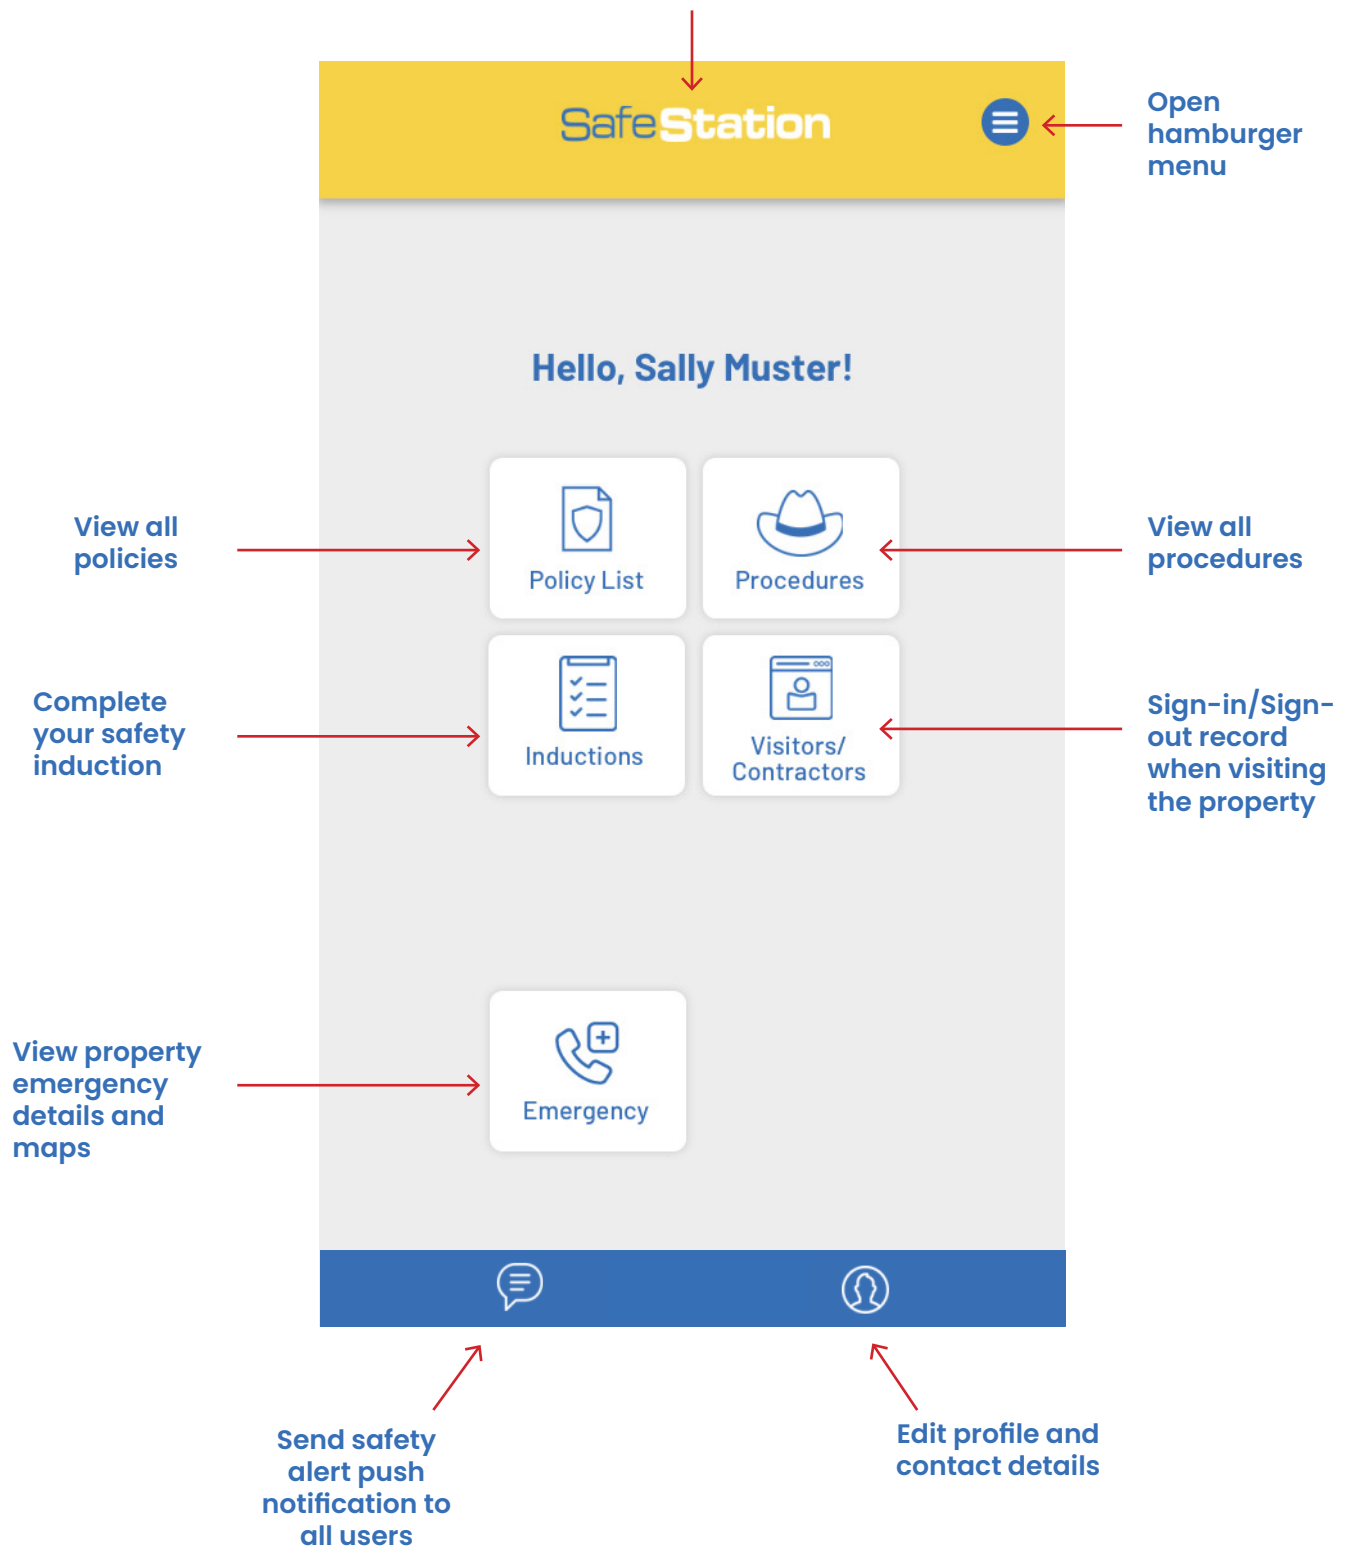 SafeStation
Open
hamburger
menu
Hello, Sally Muster!
View all
policies
Policy List
Procedures
View all
procedures
Complete
your safety
induction
Inductions
Visitors/
Contractors
Sign-in/Sign-
out record
when visiting
the property
View property
emergency
details and
maps
Emergency
Send safety
alert push
notification to
all users
Edit profile and
contact details